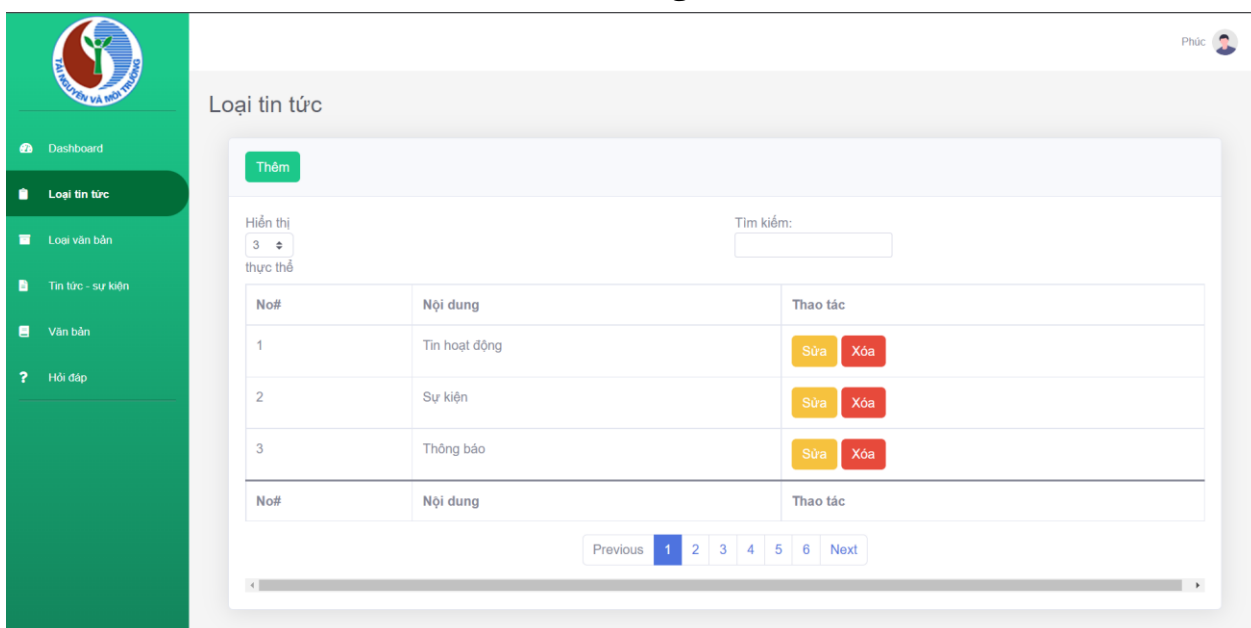 Phúc
TÀI NGUYÊN VÀ MÔI TRƯỜNG
Loại tin tức
Dashboard
Loại tin tức
Loại văn bản
Tin tức - sự kiện
Văn bản
? Hỏi đáp
Thêm
Hiển thị
3
thực thể
Tìm kiếm:
No# Nội dung Thao tác
1 Tin hoạt động Sửa Xóa
2 Sự kiện Sửa Xóa
3 Thông báo Sửa Xóa
No# Nội dung Thao tác
Previous 1 2 3 4 5 6 Next